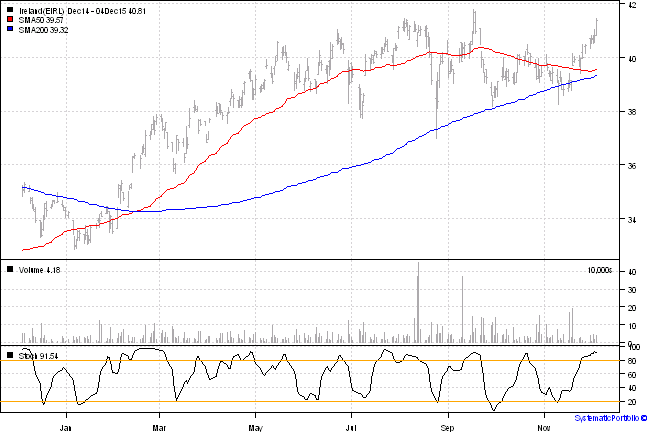 Ireland(EIRL) Dec14 - 04Dec15 40.81
SMA50 39.57
SMA200 39.32
42
40
38
36
34
Volume 4.18
10,000s
40
30
20
10
0
Stoch 91.54
100
80
60
40
20
Jan Mar May Jul Sep Nov
SystematicPortfolio ©